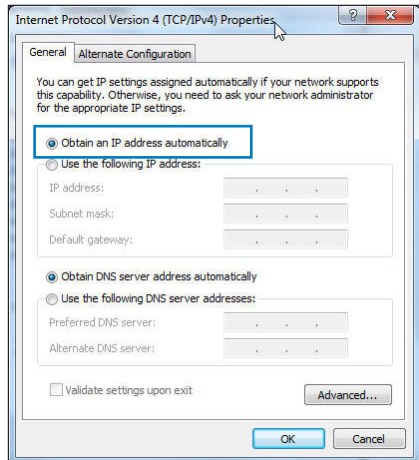 Internet Protocol Version 4 (TCP/IPv4) Properties
General Alternate Configuration
You can get IP settings assigned automatically if your network supports
this capability. Otherwise, you need to ask your network administrator
for the appropriate IP settings.
Obtain an IP address automatically
Use the following IP address:
IP address:
Subnet mask:
Default gateway:
Obtain DNS server address automatically
Use the following DNS server addresses:
Preferred DNS server:
Alternate DNS server:
Validate settings upon exit
Advanced...
OK Cancel